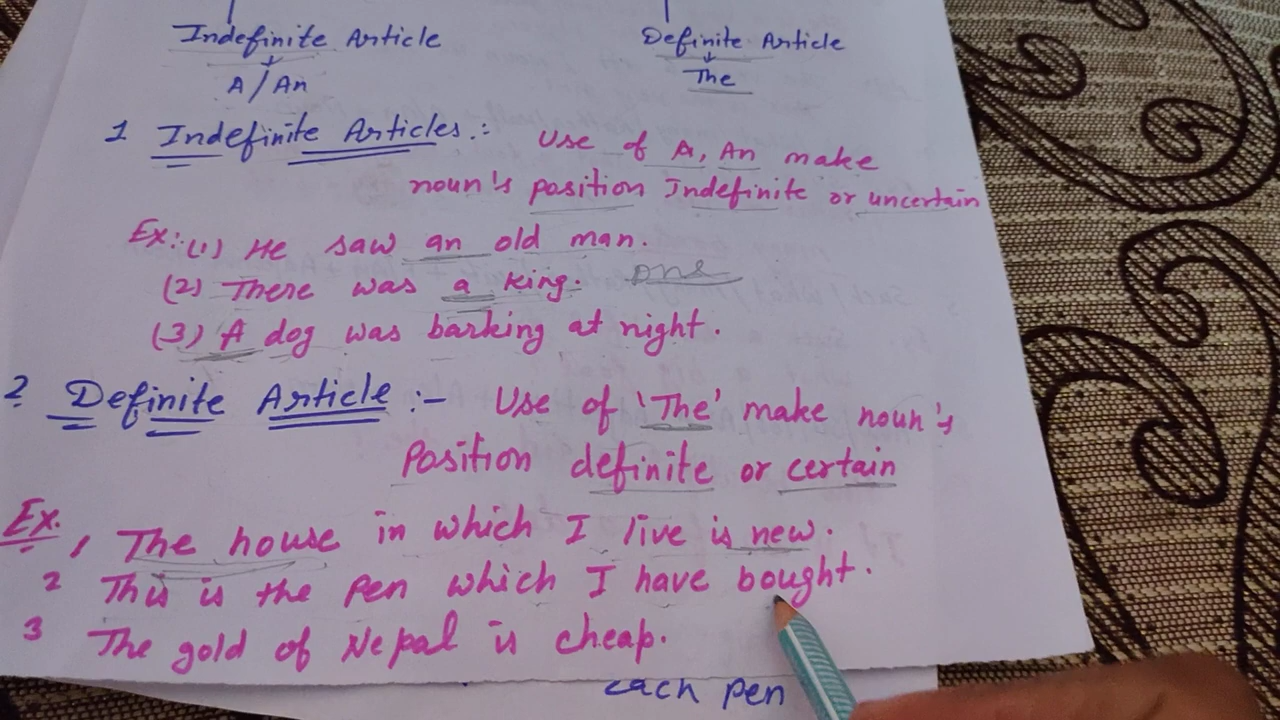 Indefinite Article
Definite Article
A/An
The
1 Indefinite Articles.:- Use of A, An make
noun's position Indefinite or uncertain
Ex:(1) He saw an old man.
(2) There was a king. one
(3) A dog was barking at night.
2 Definite Article :- Use of 'The' make noun's
Position definite or certain
Ex. 1 The house in which I live is new.
2 This is the pen which I have bought.
3 The gold of Nepal is cheap.
each pen